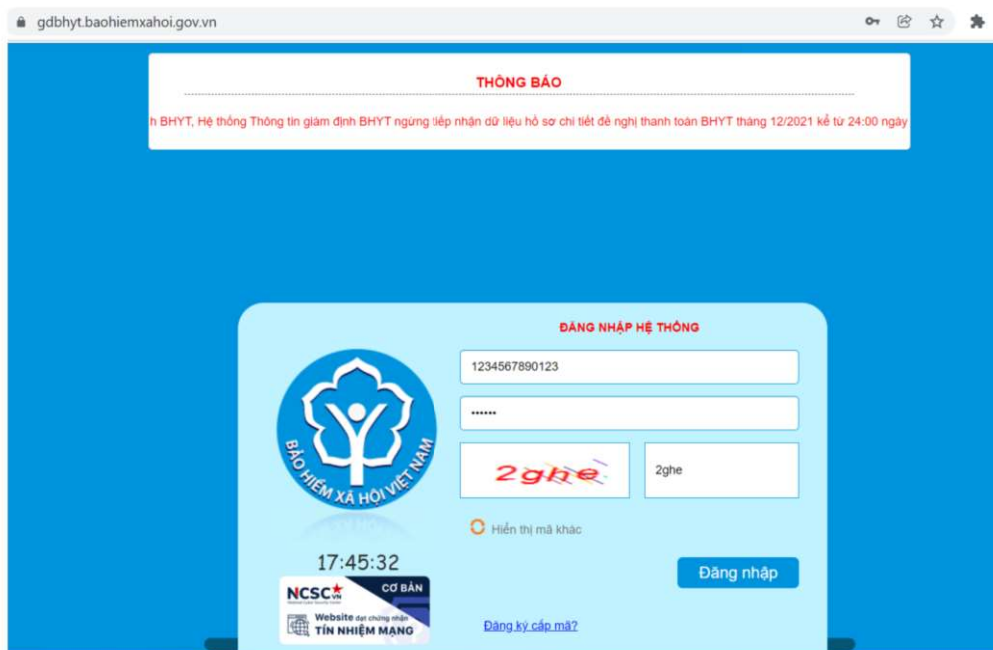 gdbhyt.baohiemxahoi.gov.vn
THÔNG BÁO
h BHYT, Hệ thống Thông tin giám định BHYT ngừng tiếp nhận dữ liệu hồ sơ chi tiết đề nghị thanh toán BHYT tháng 12/2021 kể từ 24:00 ngày
ĐĂNG NHẬP HỆ THỐNG
1234567890123
••••••
2ghe
2ghe
Hiển thị mã khác
BẢO HIỂM XÃ HỘI VIỆT NAM
17:45:32
Đăng nhập
NCSC.VN
CƠ BẢN
Website đạt chứng nhận
TÍN NHIỆM MẠNG
Đăng ký cấp mã?